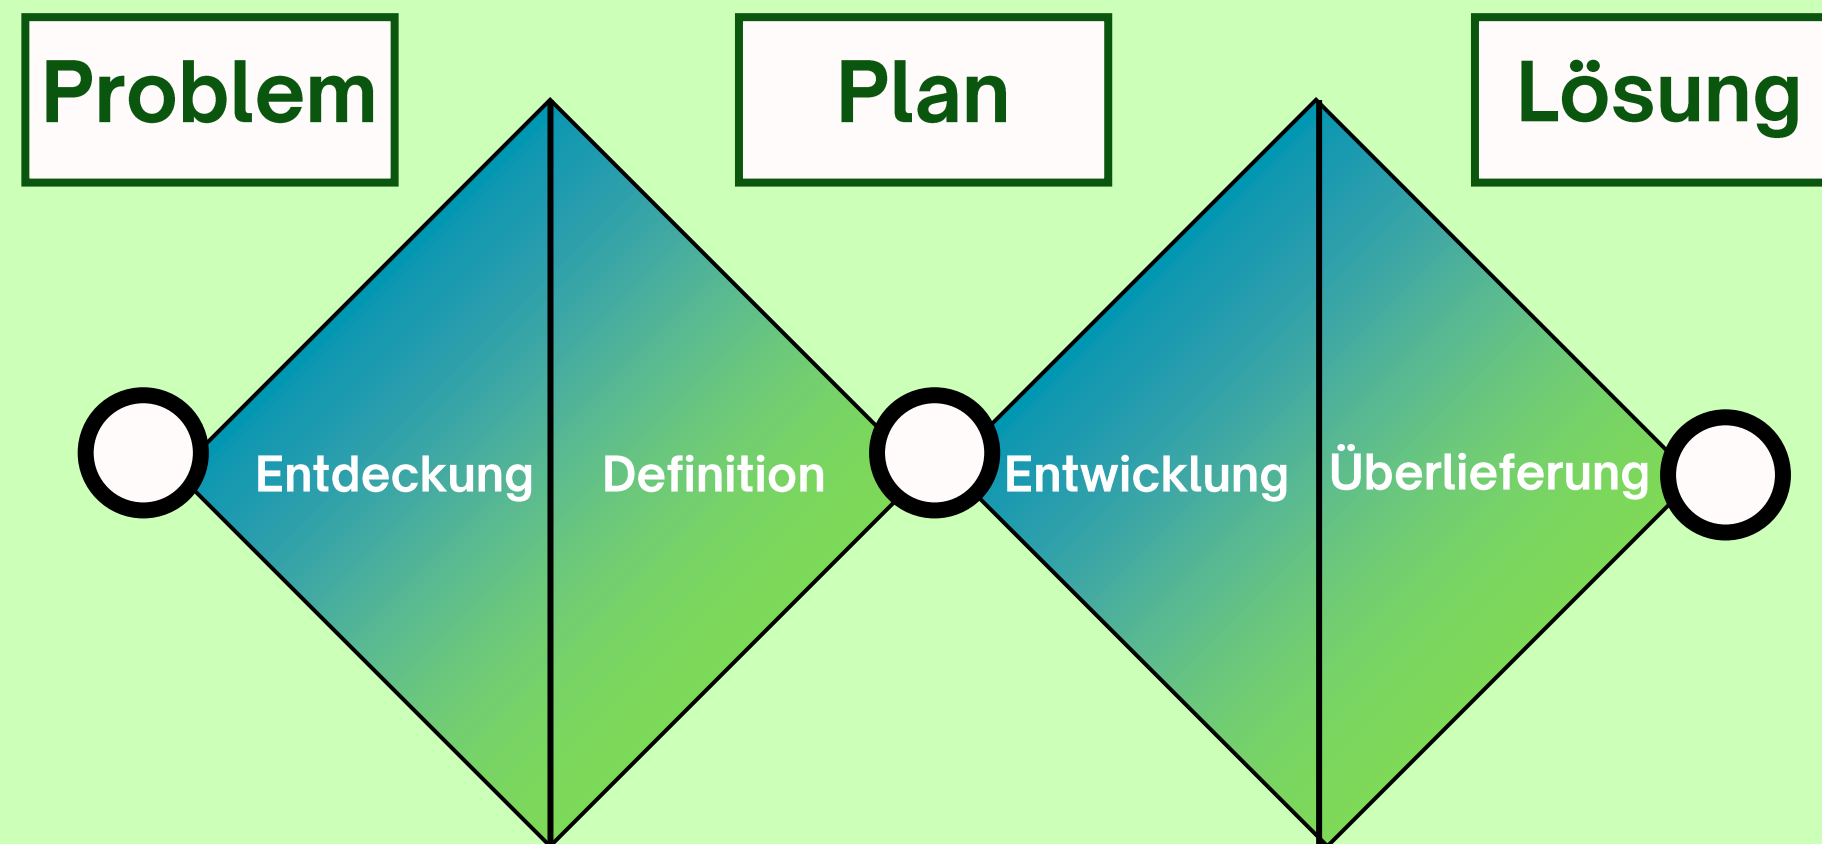 Problem
Plan
Lösung
Entdeckung
Definition
Entwicklung
Überlieferung